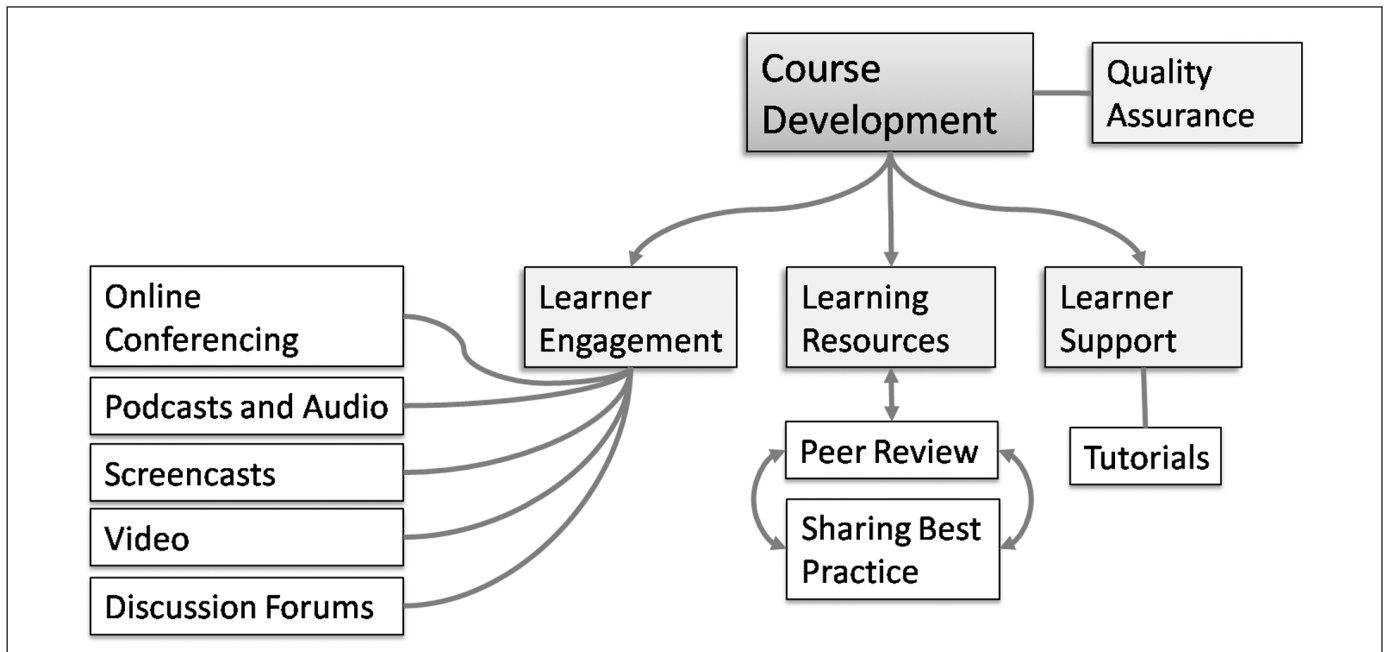 Course
Development
Quality
Assurance
Learner
Engagement
Learning
Resources
Learner
Support
Online
Conferencing
Podcasts and Audio
Screencasts
Video
Discussion Forums
Peer Review
Sharing Best
Practice
Tutorials